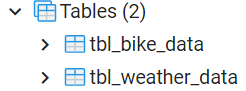 Tables (2)
tbl_bike_data
tbl_weather_data